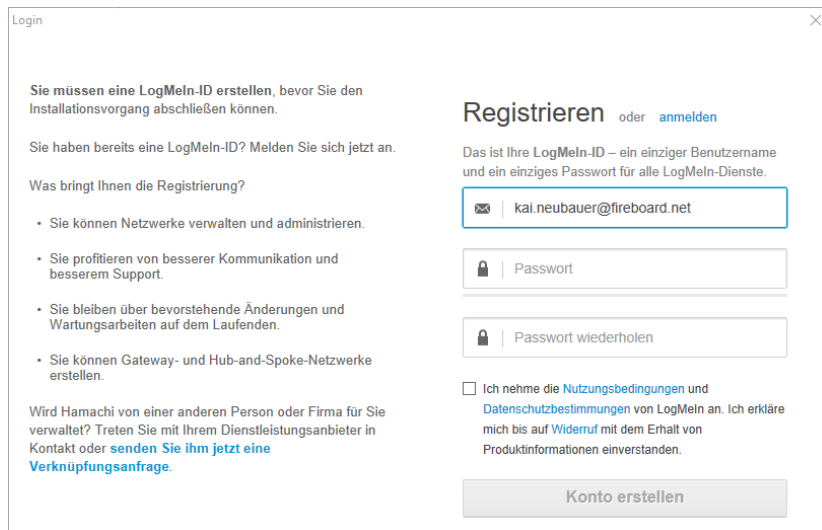 Login
Sie müssen eine LogMeIn-ID erstellen, bevor Sie den
Installationsvorgang abschließen können.
Sie haben bereits eine LogMeIn-ID? Melden Sie sich jetzt an.
Was bringt Ihnen die Registrierung?
• Sie können Netzwerke verwalten und administrieren.
• Sie profitieren von besserer Kommunikation und
besserem Support.
• Sie bleiben über bevorstehende Änderungen und
Wartungsarbeiten auf dem Laufenden.
• Sie können Gateway- und Hub-and-Spoke-Netzwerke
erstellen.
Wird Hamachi von einer anderen Person oder Firma für Sie
verwaltet? Treten Sie mit Ihrem Dienstleistungsanbieter in
Kontakt oder senden Sie ihm jetzt eine
Verknüpfungsanfrage.
Registrieren oder anmelden
Das ist Ihre LogMeIn-ID – ein einziger Benutzername
und ein einziges Passwort für alle LogMeIn-Dienste.
kai.neubauer@fireboard.net
Passwort
Passwort wiederholen
Ich nehme die Nutzungsbedingungen und
Datenschutzbestimmungen von LogMeIn an. Ich erkläre
mich bis auf Widerruf mit dem Erhalt von
Produktinformationen einverstanden.
Konto erstellen